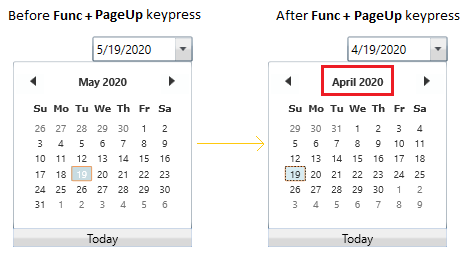 Before Func + PageUp keypress
5/19/2020
May 2020
Su Mo Tu We Th Fr Sa
26 27 28 29 30 1 2
3 4 5 6 7 8 9
10 11 12 13 14 15 16
17 18 19 20 21 22 23
24 25 26 27 28 29 30
31 1 2 3 4 5 6
Today
After Func + PageUp keypress
4/19/2020
April 2020
Su Mo Tu We Th Fr Sa
29 30 31 1 2 3 4
5 6 7 8 9 10 11
12 13 14 15 16 17 18
19 20 21 22 23 24 25
26 27 28 29 30 1 2
3 4 5 6 7 8 9
Today